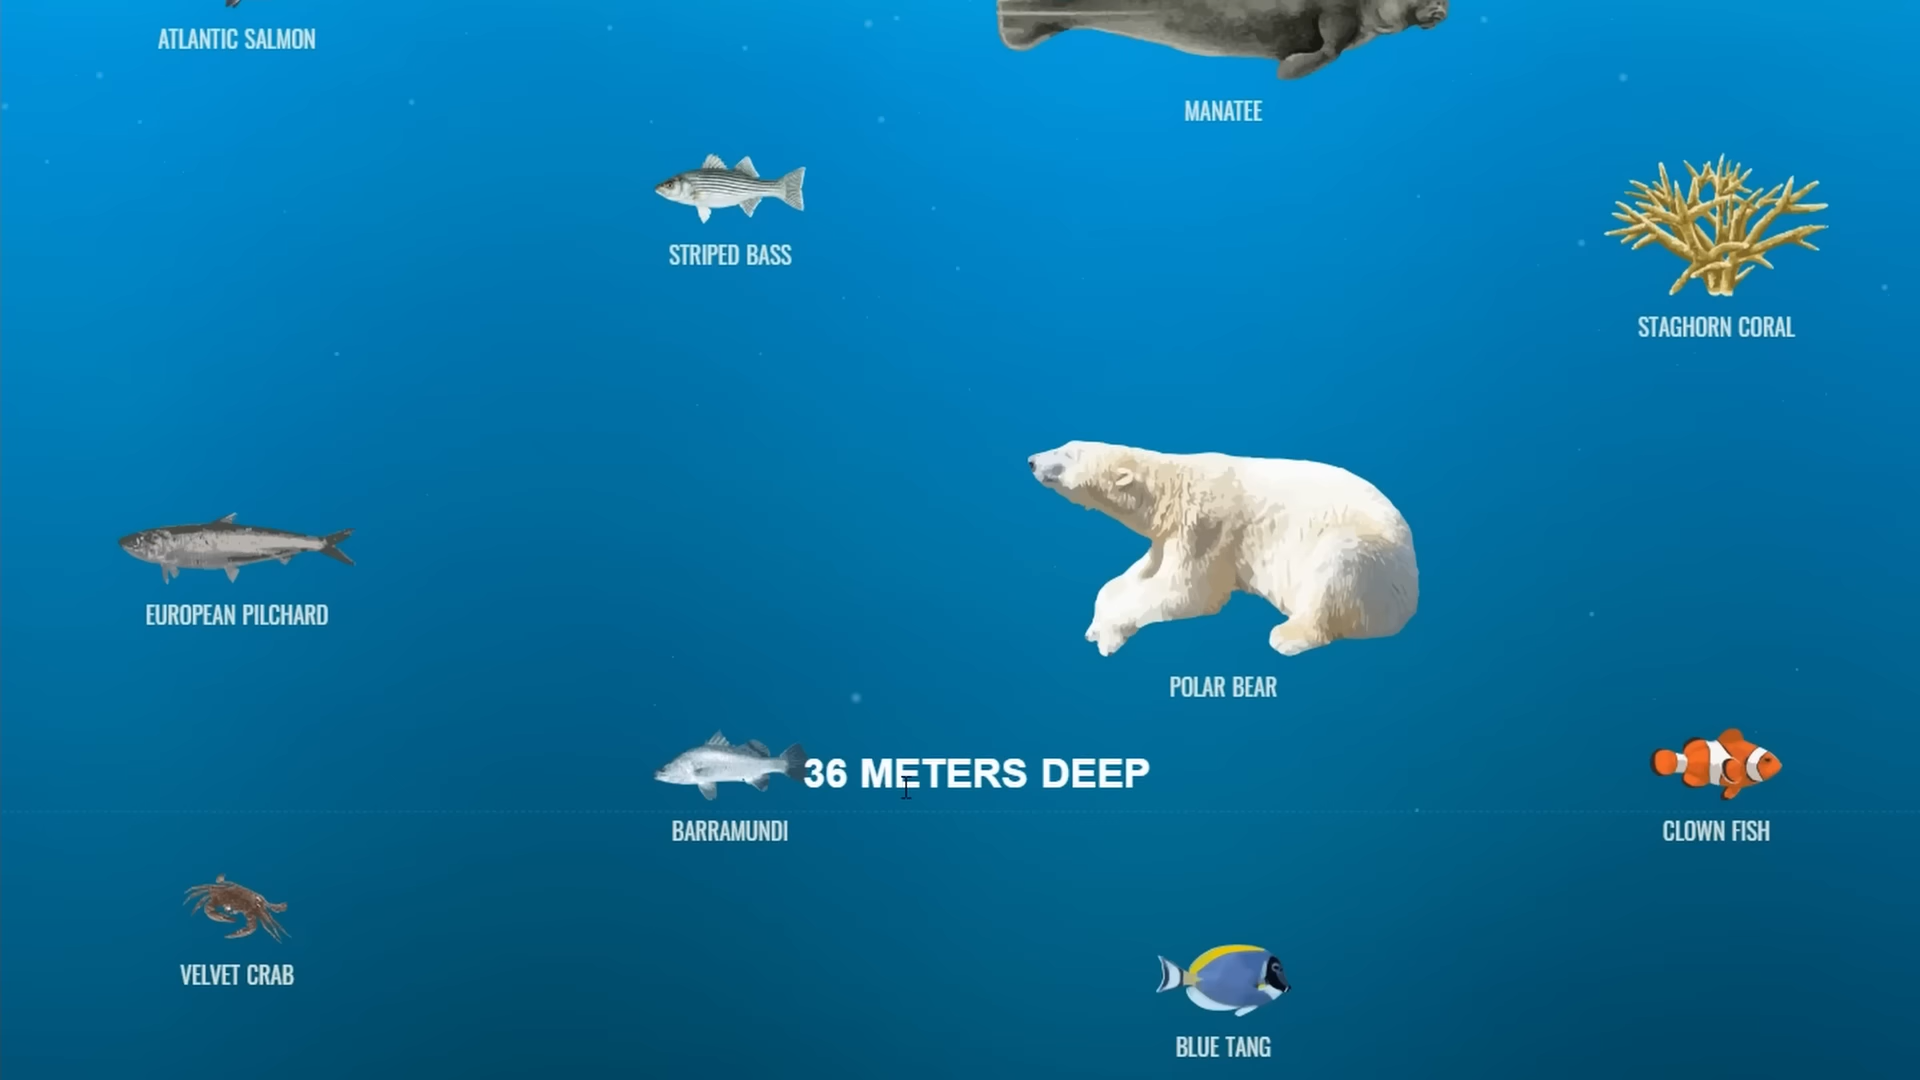 ATLANTIC SALMON
MANATEE
STRIPED BASS
STAGHORN CORAL
EUROPEAN PILCHARD
POLAR BEAR
36 METERS DEEP
BARRAMUNDI
CLOWN FISH
VELVET CRAB
BLUE TANG